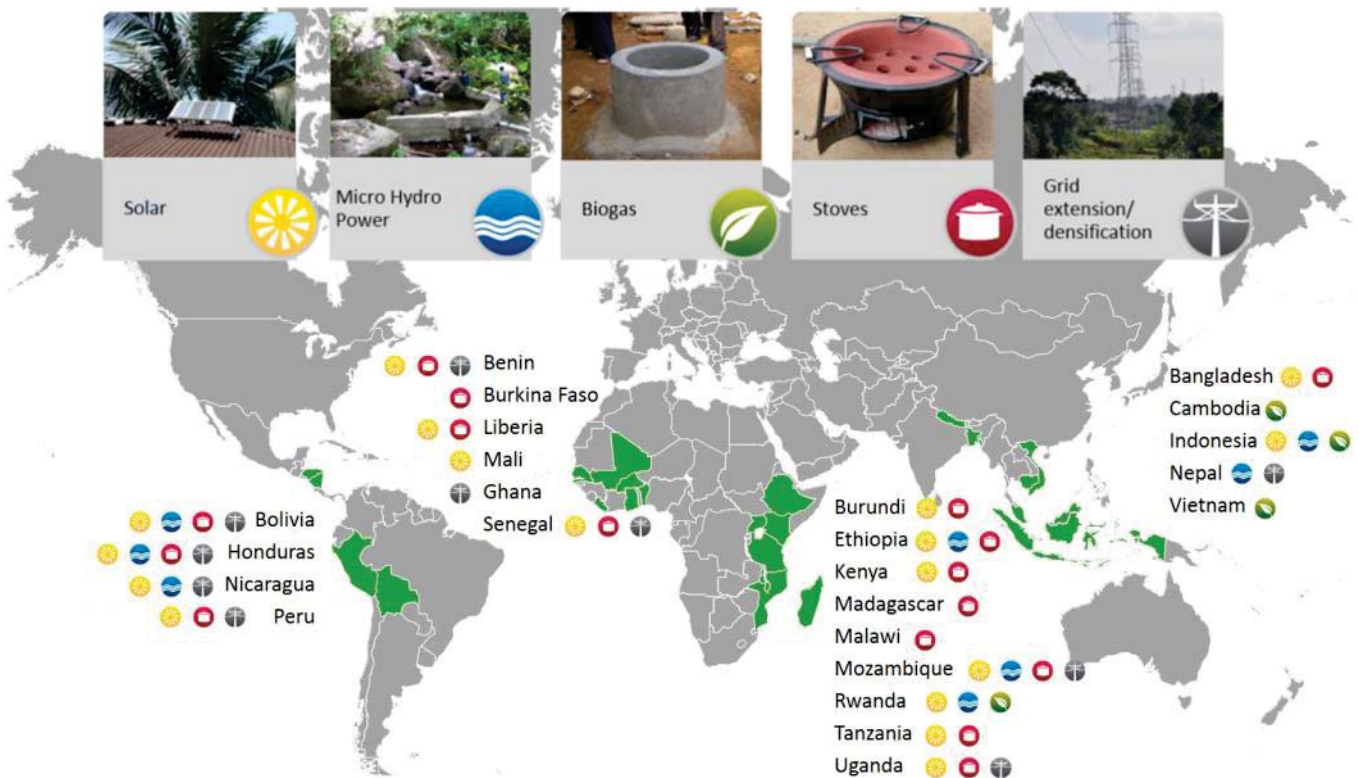 Solar
Micro Hydro
Power
Biogas
Stoves
Grid
extension/
densification
Benin
Burkina Faso
Liberia
Mali
Ghana
Senegal
Bolivia
Honduras
Nicaragua
Peru
Burundi
Ethiopia
Kenya
Madagascar
Malawi
Mozambique
Rwanda
Tanzania
Uganda
Bangladesh
Cambodia
Indonesia
Nepal
Vietnam